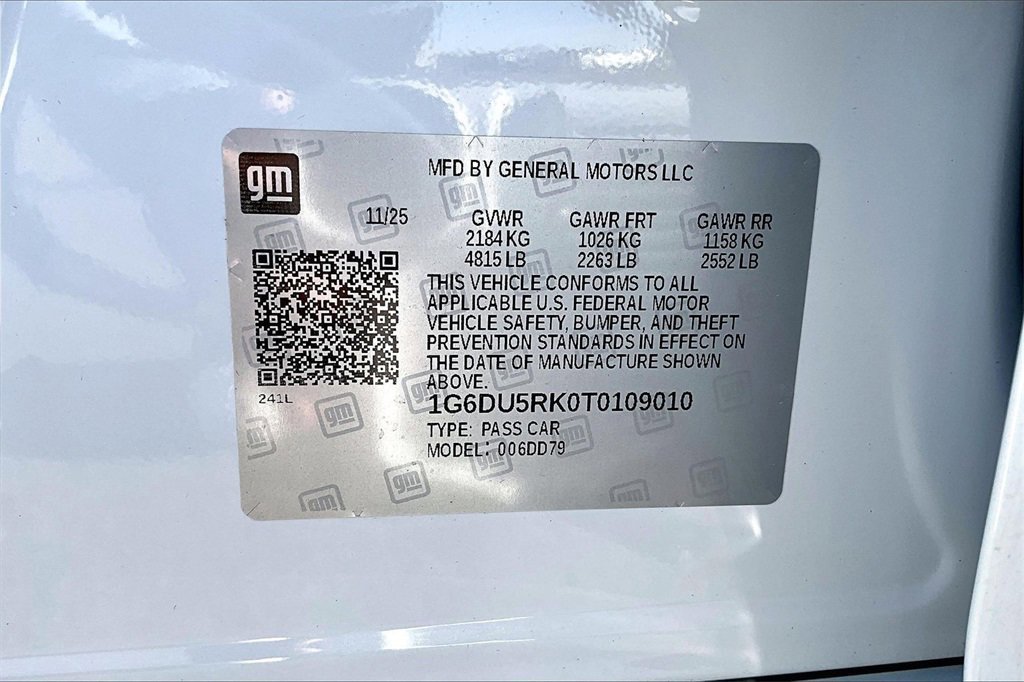 gm
MFD BY GENERAL MOTORS LLC
11/25 GVWR GAWR FRT GAWR RR
2184 KG 1026 KG 1158 KG
4815 LB 2263 LB 2552 LB
THIS VEHICLE CONFORMS TO ALL
APPLICABLE U.S. FEDERAL MOTOR
VEHICLE SAFETY, BUMPER, AND THEFT
PREVENTION STANDARDS IN EFFECT ON
THE DATE OF MANUFACTURE SHOWN
ABOVE.
241L
1G6DU5RK0T0109010
TYPE: PASS CAR
MODEL: 006DD79